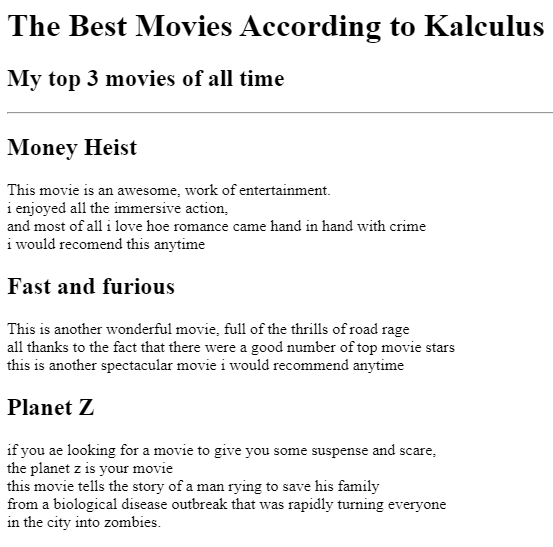 The Best Movies According to Kalculus
My top 3 movies of all time
Money Heist
This movie is an awesome, work of entertainment.
i enjoyed all the immersive action,
and most of all i love hoe romance came hand in hand with crime
i would recomend this anytime
Fast and furious
This is another wonderful movie, full of the thrills of road rage
all thanks to the fact that there were a good number of top movie stars
this is another spectacular movie i would recommend anytime
Planet Z
if you ae looking for a movie to give you some suspense and scare,
the planet z is your movie
this movie tells the story of a man rying to save his family
from a biological disease outbreak that was rapidly turning everyone
in the city into zombies.